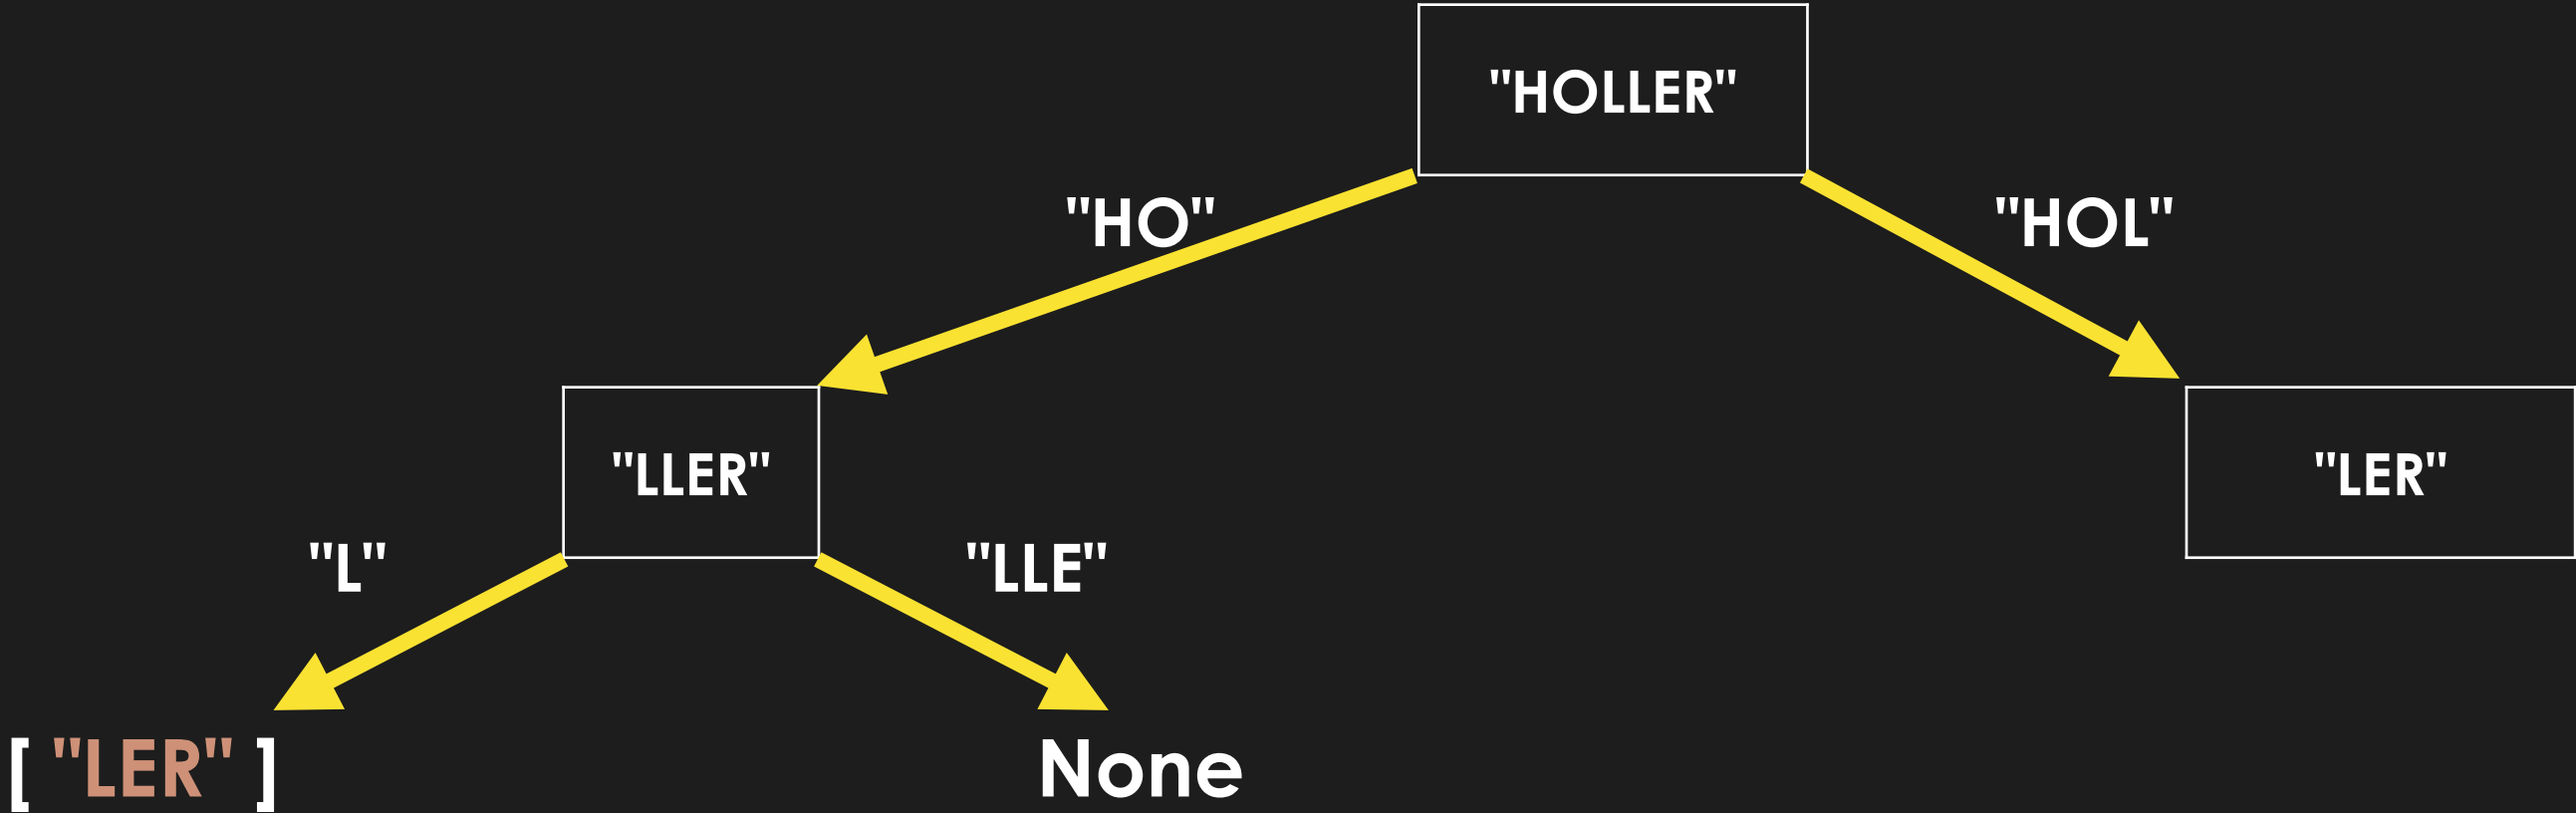 "HOLLER"
"HO"
"HOL"
"LLER"
"LER"
"L"
"LLE"
[ "LER" ]
None